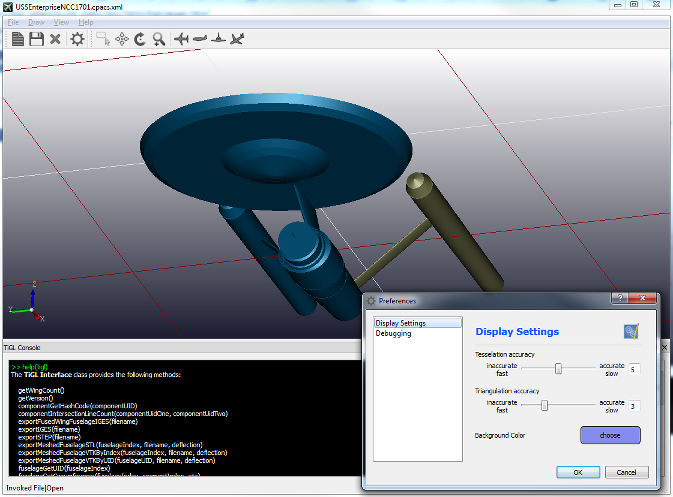 USSEnterpriseNCC1701.cpacs.xml
File Draw View Help
Z
Y
X
TiGL Console
>> help(tigl)
The TiGL Interface class provides the following methods:
getWingCount()
getVersion()
componentGetHashCode(componentUID)
componentIntersectionLineCount(componentUidOne, componentUidTwo)
exportFusedWingFuselageIGES(filename)
exportIGES(filename)
exportSTEP(filename)
exportMeshedFuselageSTL(fuselageIndex, filename, deflection)
exportMeshedFuselageVTKByIndex(fuselageIndex, filename, deflection)
exportMeshedFuselageVTKByUID(fuselageUID, filename, deflection)
fuselageGetUID(fuselageIndex)
Invoked File|Open
Preferences
Display Settings
Debugging
Display Settings
Tesselation accuracy
inaccurate fast
accurate slow
5
Triangulation accuracy
inaccurate fast
accurate slow
3
Background Color
choose
OK
Cancel